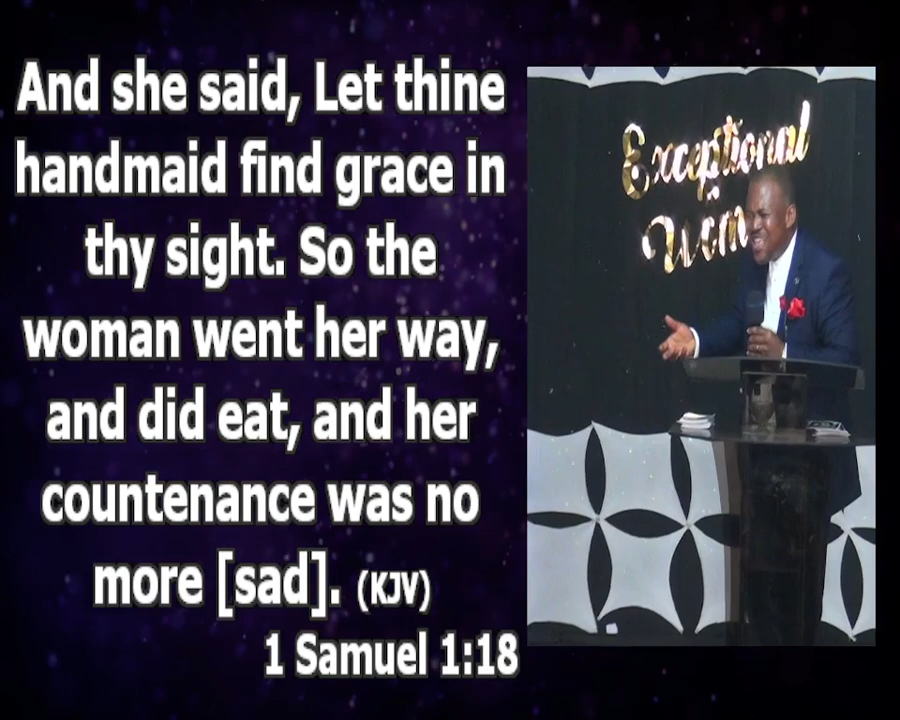 And she said, Let thine
handmaid find grace in
thy sight. So the
woman went her way,
and did eat, and her
countenance was no
more [sad]. (KJV)
1 Samuel 1:18
Exceptional